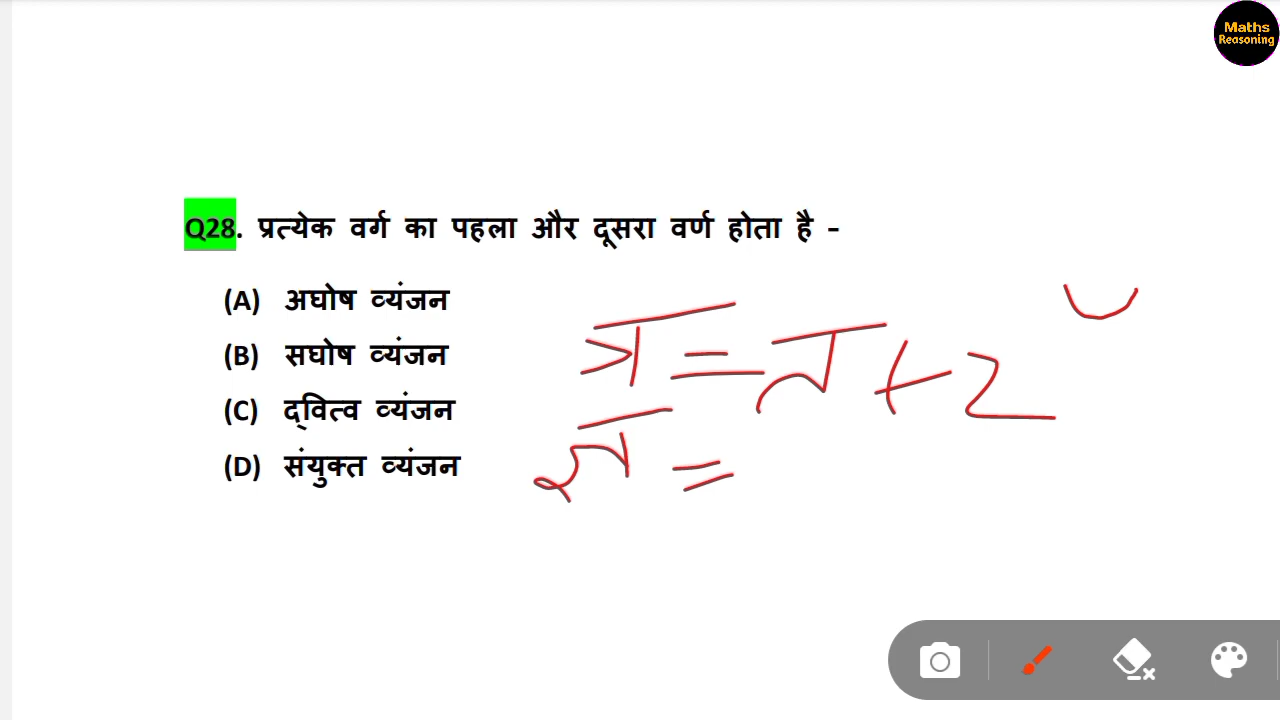 Maths
Reasoning
Q28. प्रत्येक वर्ग का पहला और दूसरा वर्ण होता है -
(A) अघोष व्यंजन
(B) सघोष व्यंजन
(C) द्वित्व व्यंजन
(D) संयुक्त व्यंजन
त्र = त् + र
ज्ञ =